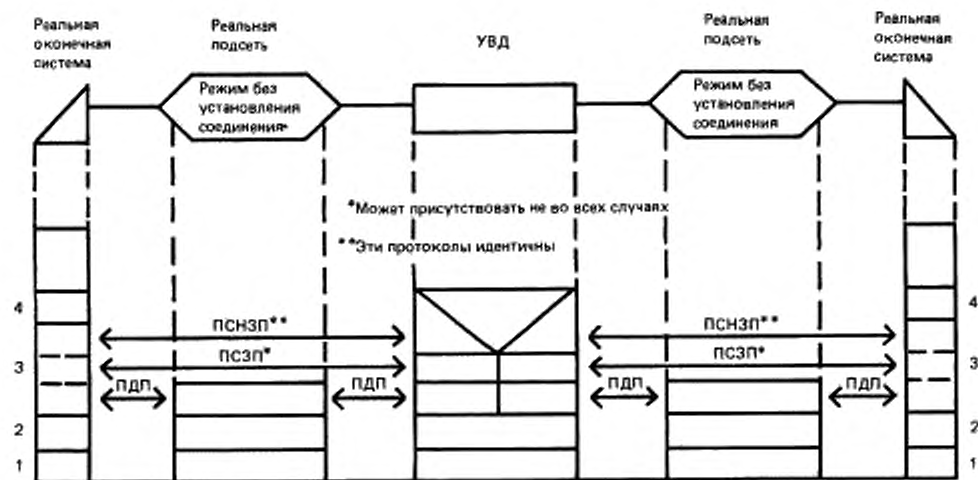 Реальная
оконечная
система
Реальная
подсеть
УВД
Реальная
подсеть
Реальная
оконечная
система
Режим без
установления
соединения*
Режим без
установления
соединения
*Может присутствовать не во всех случаях
**Эти протоколы идентичны
4
4
ПСНЗП**
ПСНЗП**
ПСЗП*
ПСЗП*
3
3
ПДП
ПДП
ПДП
ПДП
2
2
1
1